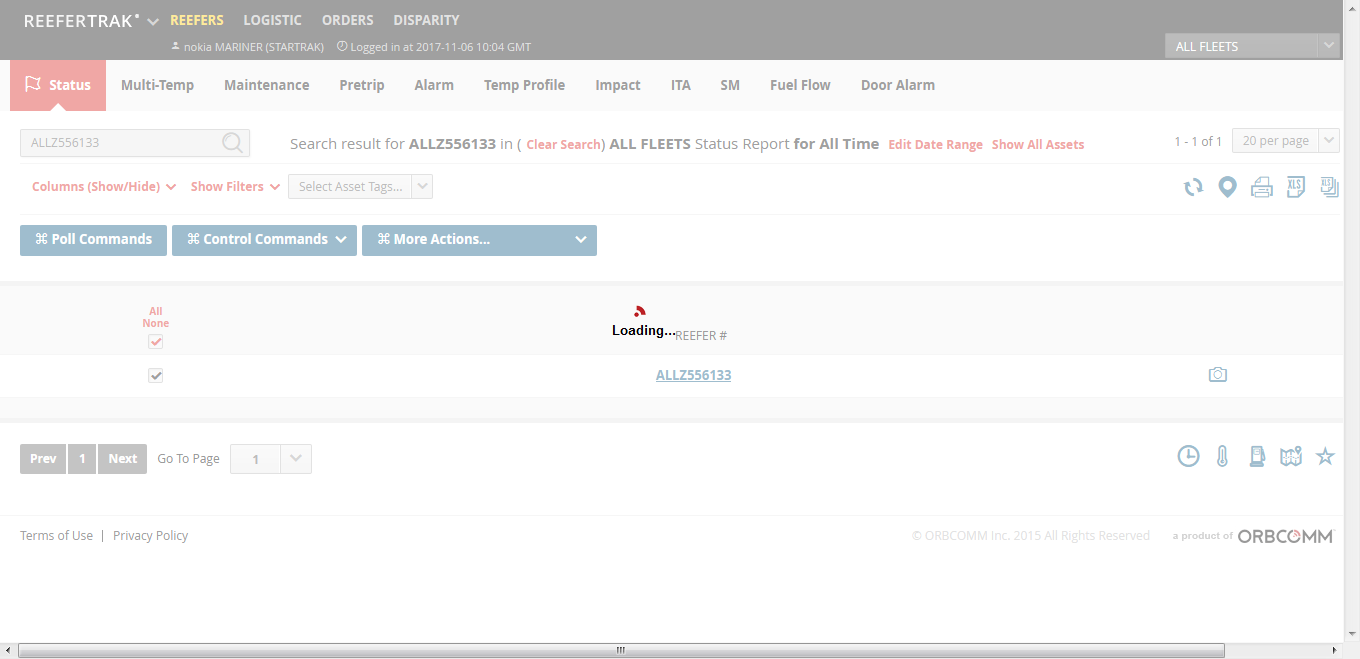 REEFERTRAK REEFERS LOGISTIC ORDERS DISPARITY
nokia MARINER (STARTRAK) Logged in at 2017-11-06 10:04 GMT
ALL FLEETS
Status Multi-Temp Maintenance Pretrip Alarm Temp Profile Impact ITA SM Fuel Flow Door Alarm
ALLZ556133 Search result for ALLZ556133 in ( Clear Search) ALL FLEETS Status Report for All Time Edit Date Range Show All Assets 1 - 1 of 1 20 per page
Columns (Show/Hide) Show Filters Select Asset Tags... XLS XLS
⌘ Poll Commands ⌘ Control Commands ⌘ More Actions...
All
None
Loading... REEFER #
ALLZ556133
Prev 1 Next Go To Page 1
Terms of Use | Privacy Policy © ORBCOMM Inc. 2015 All Rights Reserved a product of ORBCOMM